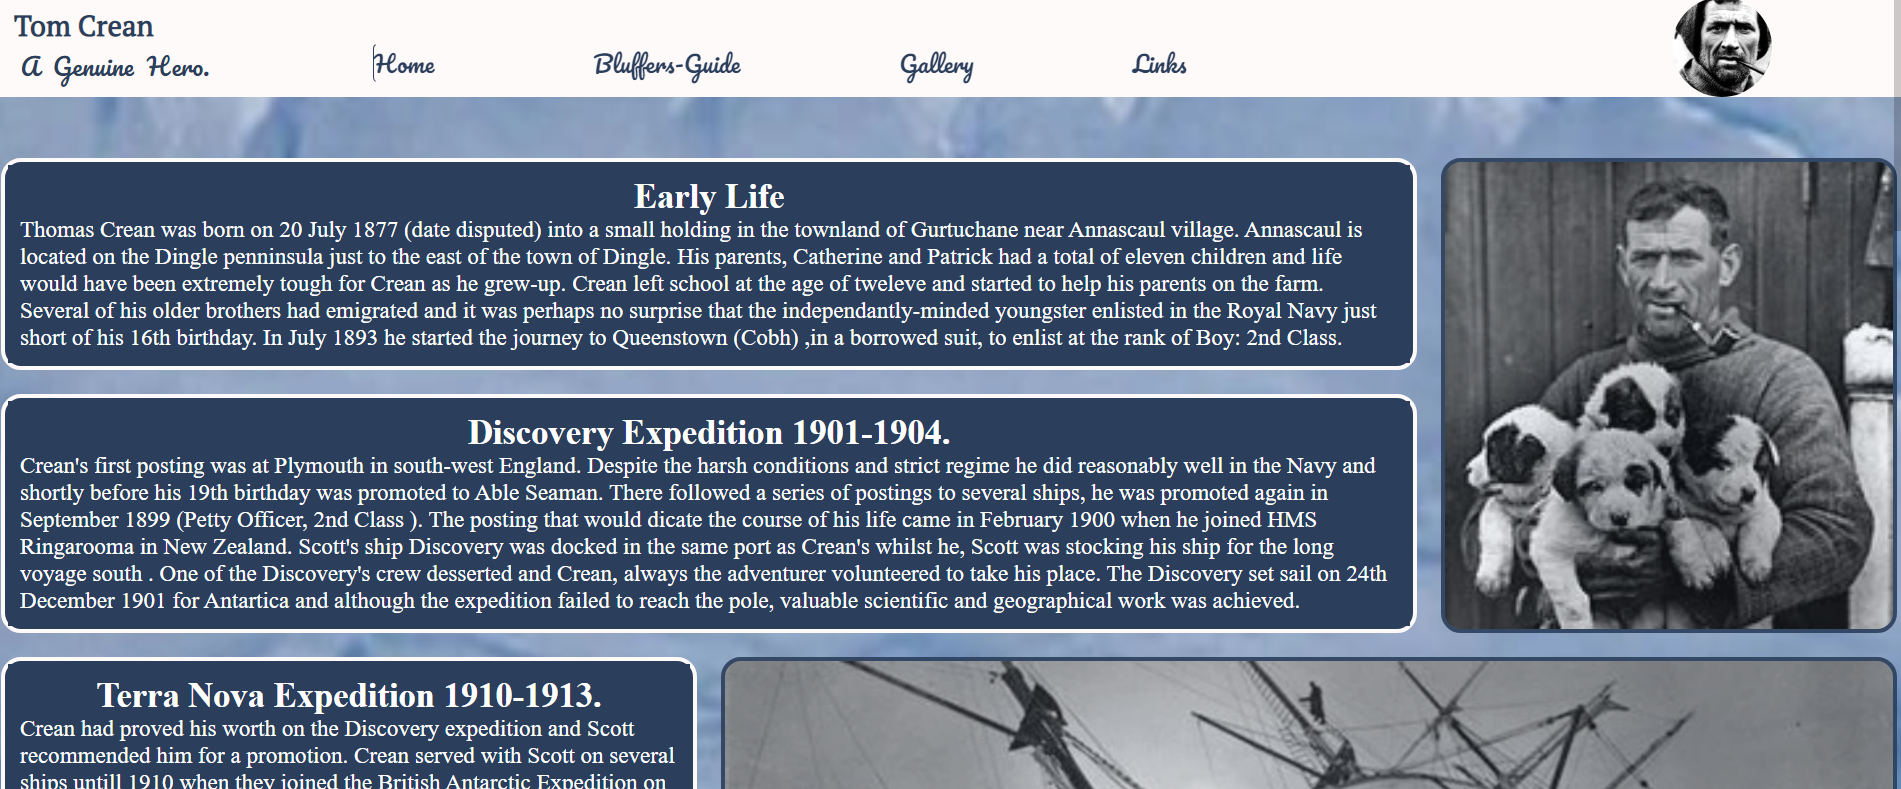 Tom Crean
A Genuine Hero.
Home
Bluffers-Guide
Gallery
Links
Early Life
Thomas Crean was born on 20 July 1877 (date disputed) into a small holding in the townland of Gurtuchane near Annascaul village. Annascaul is
located on the Dingle penninsula just to the east of the town of Dingle. His parents, Catherine and Patrick had a total of eleven children and life
would have been extremely tough for Crean as he grew-up. Crean left school at the age of tweleve and started to help his parents on the farm.
Several of his older brothers had emigrated and it was perhaps no surprise that the independantly-minded youngster enlisted in the Royal Navy just
short of his 16th birthday. In July 1893 he started the journey to Queenstown (Cobh) ,in a borrowed suit, to enlist at the rank of Boy: 2nd Class.
Discovery Expedition 1901-1904.
Crean's first posting was at Plymouth in south-west England. Despite the harsh conditions and strict regime he did reasonably well in the Navy and
shortly before his 19th birthday was promoted to Able Seaman. There followed a series of postings to several ships, he was promoted again in
September 1899 (Petty Officer, 2nd Class ). The posting that would dicate the course of his life came in February 1900 when he joined HMS
Ringarooma in New Zealand. Scott's ship Discovery was docked in the same port as Crean's whilst he, Scott was stocking his ship for the long
voyage south . One of the Discovery's crew desserted and Crean, always the adventurer volunteered to take his place. The Discovery set sail on 24th
December 1901 for Antartica and although the expedition failed to reach the pole, valuable scientific and geographical work was achieved.
Terra Nova Expedition 1910-1913.
Crean had proved his worth on the Discovery expedition and Scott
recommended him for a promotion. Crean served with Scott on several
ships untill 1910 when they joined the British Antarctic Expedition on